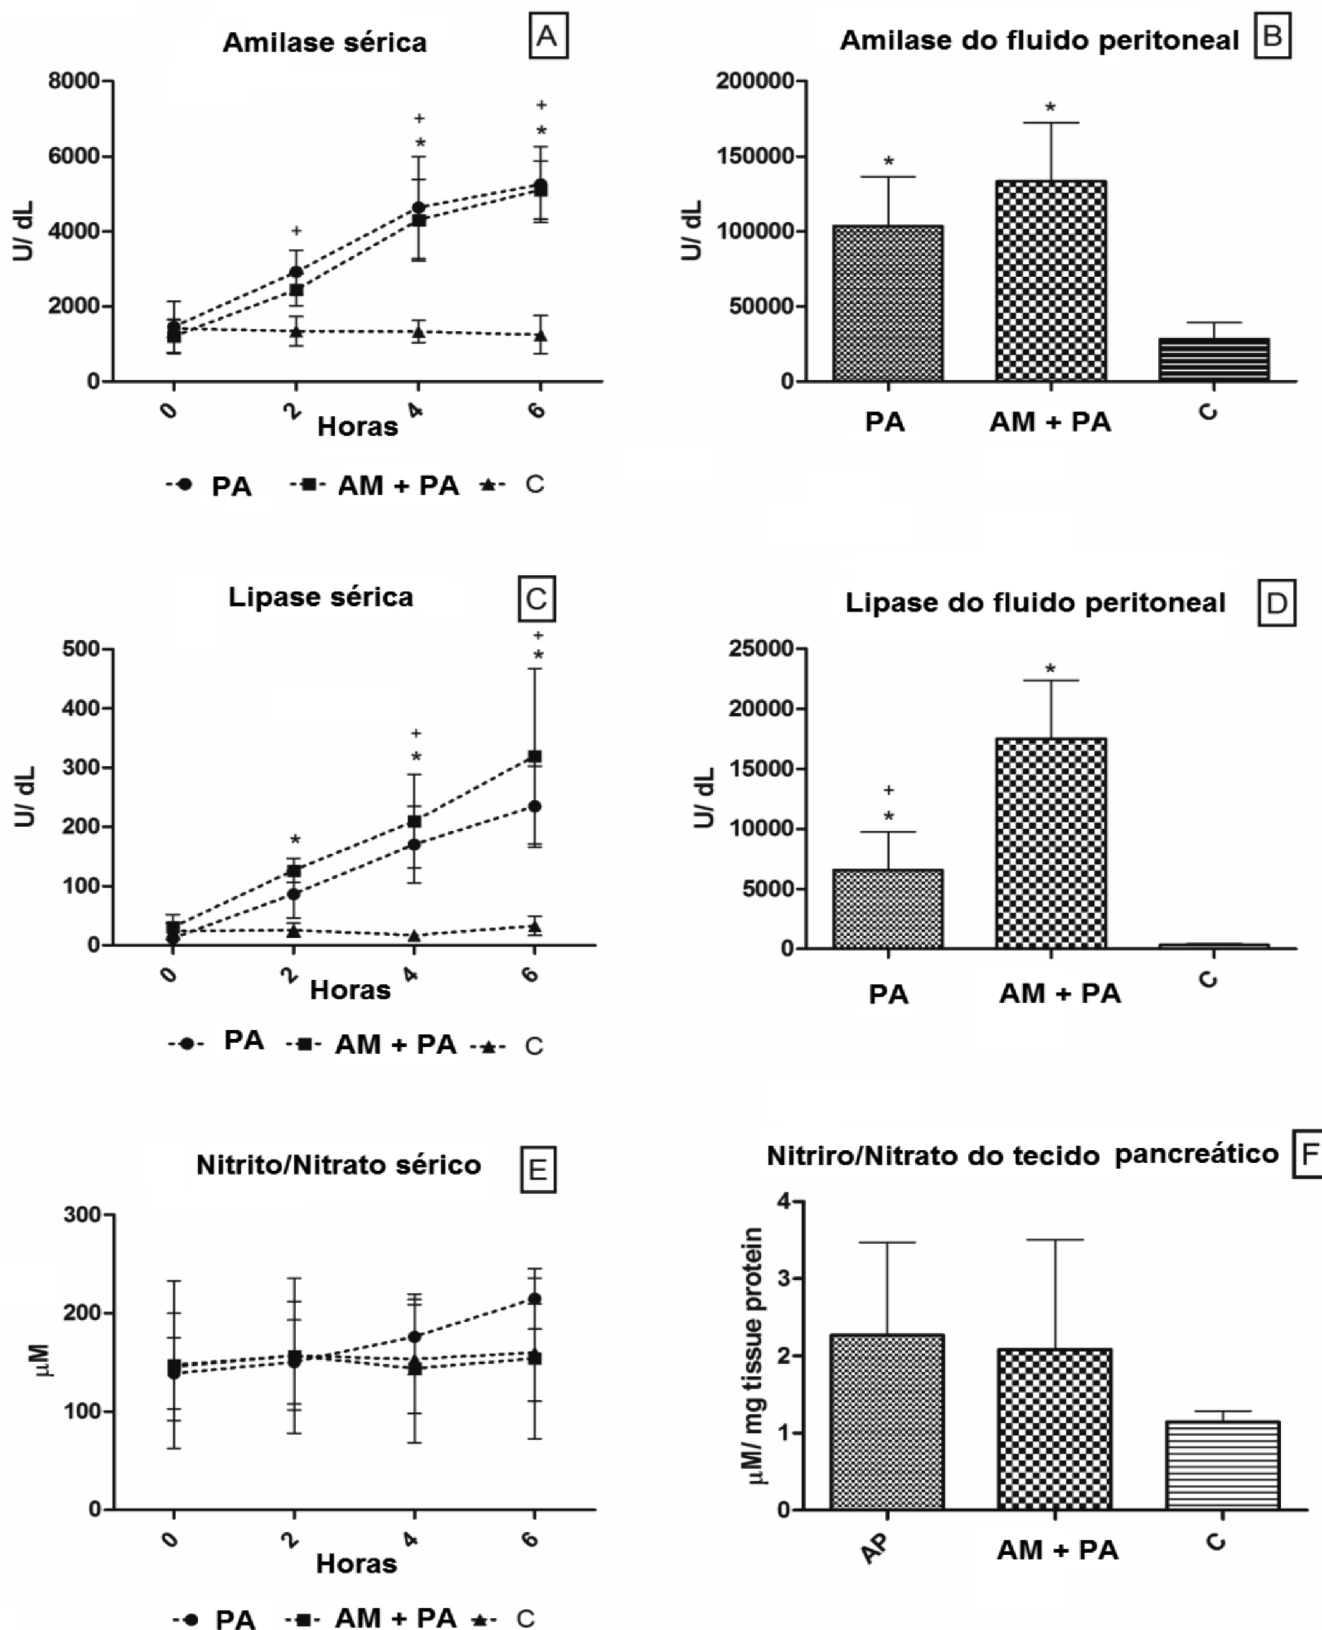 Amilase sérica
A
8000
6000
4000
2000
0
U/ dL
+
+
*
+
*
0
2
4
6
Horas
PA
AM + PA
C
Amilase do fluido peritoneal
B
200000
150000
100000
50000
0
U/ dL
*
*
PA
AM + PA
C
Lipase sérica
C
500
400
300
200
100
0
U/ dL
*
+
*
+
*
0
2
4
6
Horas
PA
AM + PA
C
Lipase do fluido peritoneal
D
25000
20000
15000
10000
5000
0
U/ dL
+
*
*
PA
AM + PA
C
Nitrito/Nitrato sérico
E
300
200
100
0
µM
0
2
4
6
Horas
PA
AM + PA
C
Nitriro/Nitrato do tecido pancreático
F
4
3
2
1
0
µM/ mg tissue protein
AP
AM + PA
C